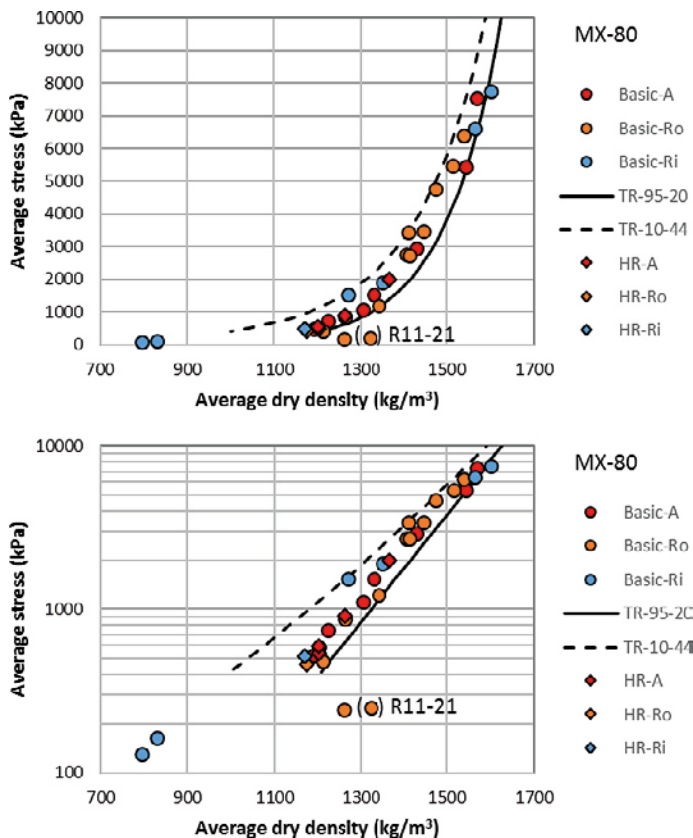 10000
9000
8000
7000
6000
5000
4000
3000
2000
1000
0
Average stress (kPa)
( ) R11-21
700 900 1100 1300 1500 1700
Average dry density (kg/m³)
MX-80
Basic-A
Basic-Ro
Basic-Ri
TR-95-20
TR-10-44
HR-A
HR-Ro
HR-Ri
10000
1000
100
Average stress (kPa)
( ) R11-21
700 900 1100 1300 1500 1700
Average dry density (kg/m³)
MX-80
Basic-A
Basic-Ro
Basic-Ri
TR-95-20
TR-10-44
HR-A
HR-Ro
HR-Ri